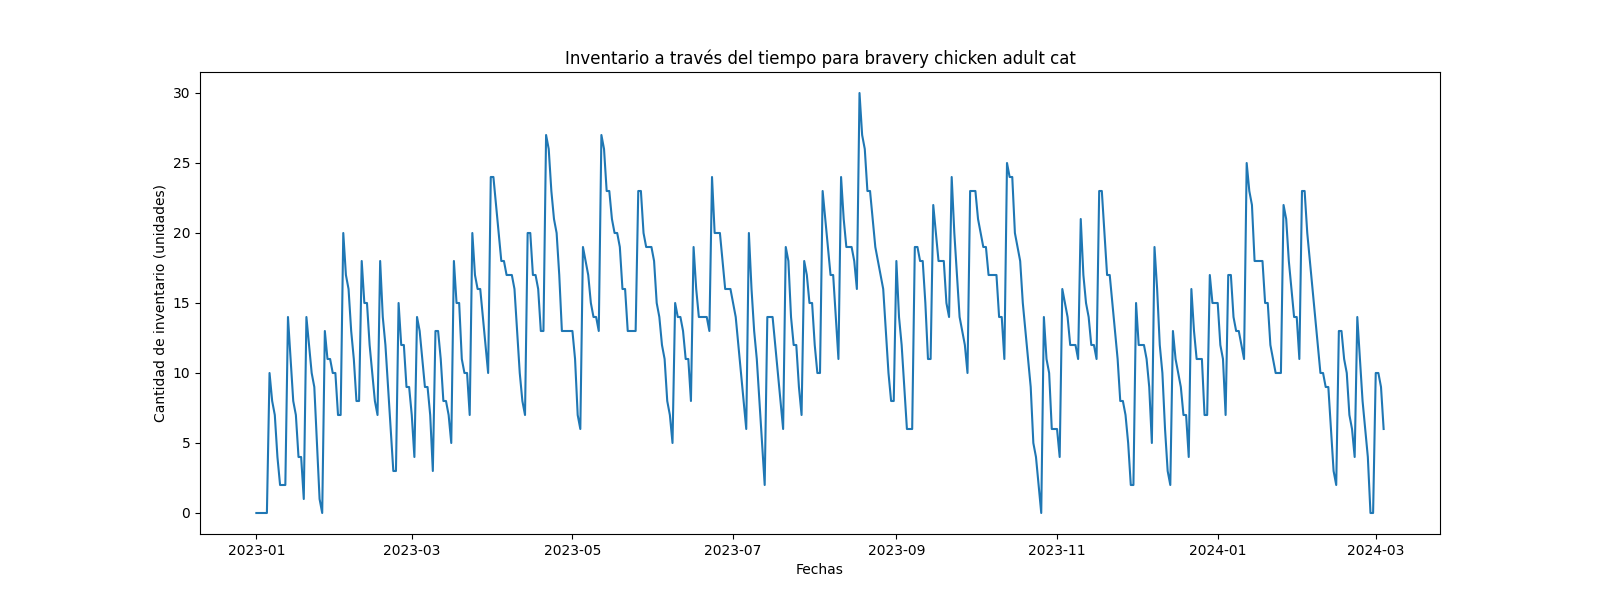 Inventario a través del tiempo para bravery chicken adult cat
Cantidad de inventario (unidades)
30
25
20
15
10
5
0
2023-01 2023-03 2023-05 2023-07 2023-09 2023-11 2024-01 2024-03
Fechas